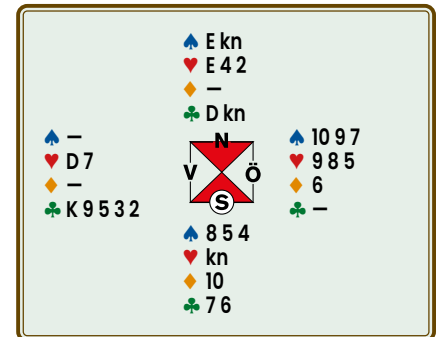 ♠ E kn
♥ E 4 2
♦ –
♣ D kn
♠ –
♥ D 7
♦ –
♣ K 9 5 3 2
N
V Ö
S
♠ 10 9 7
♥ 9 8 5
♦ 6
♣ –
♠ 8 5 4
♥ kn
♦ 10
♣ 7 6